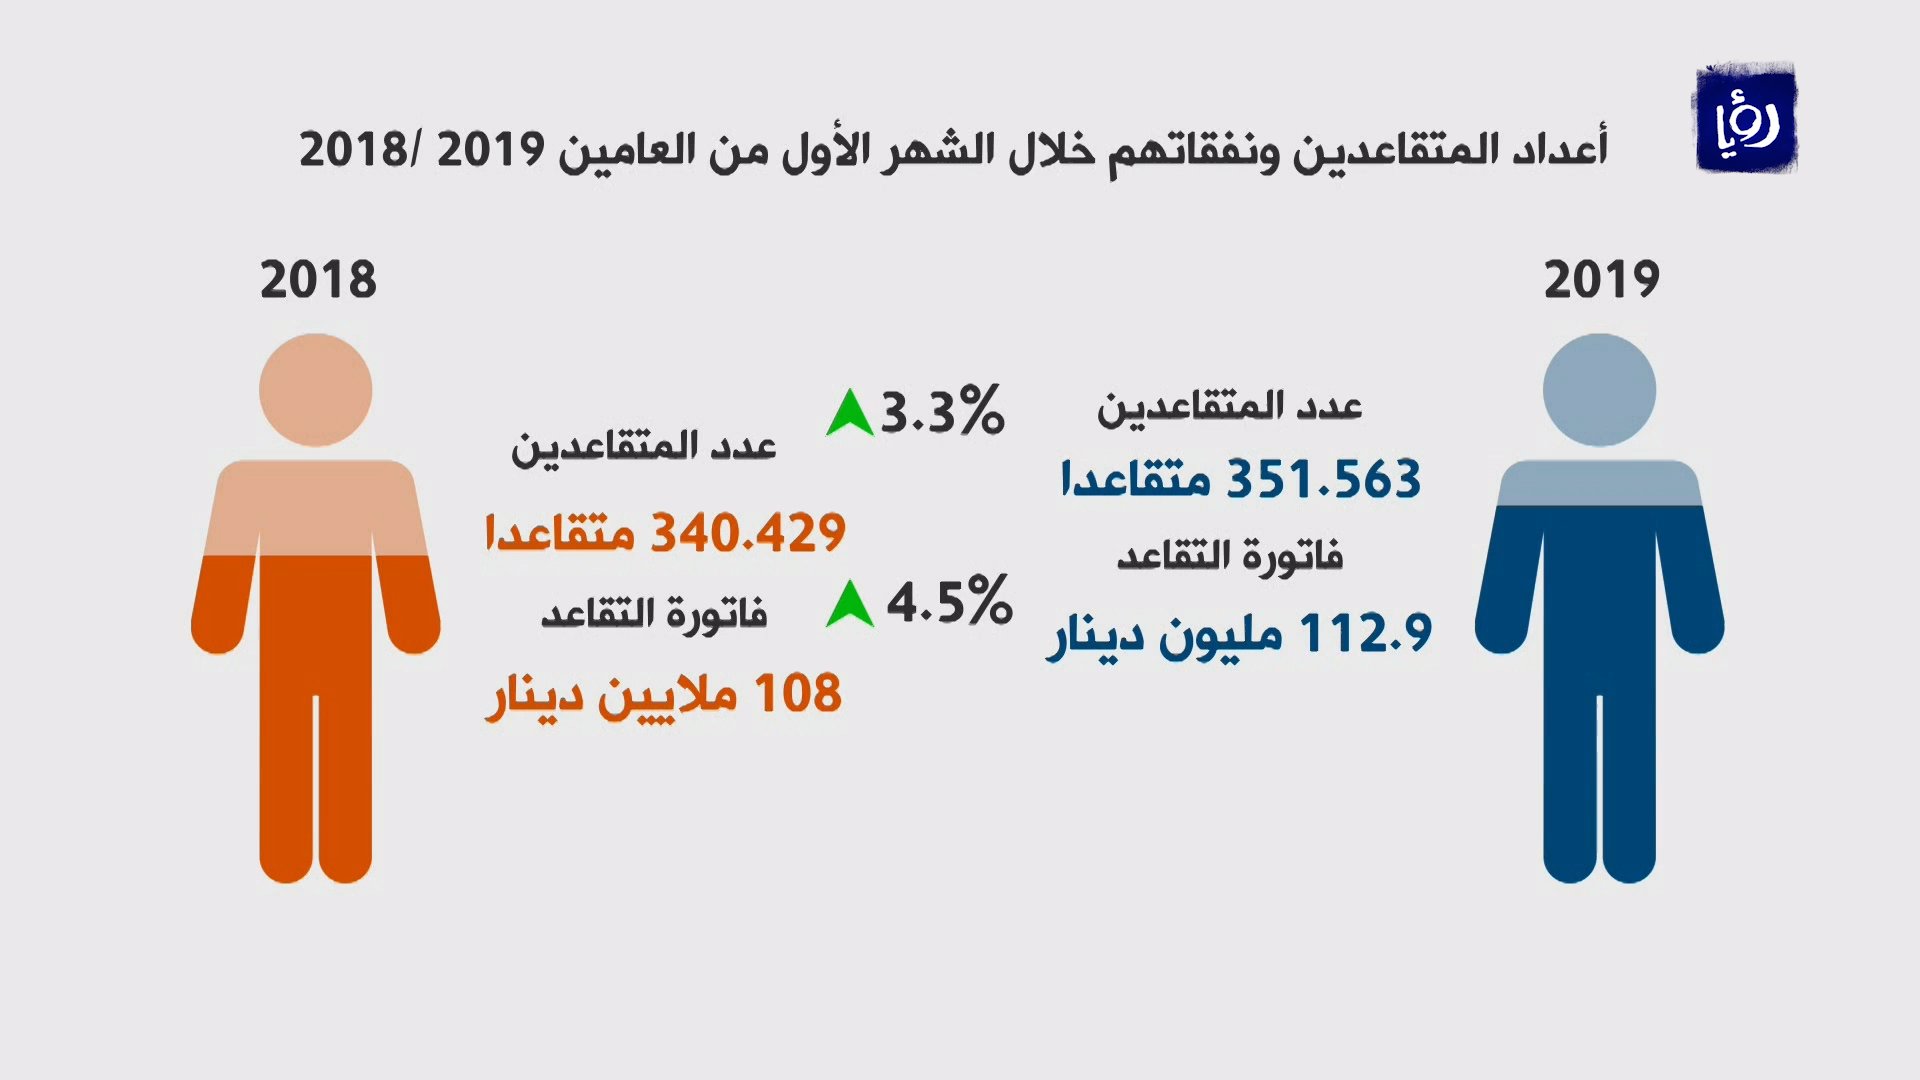 رؤيا
أعداد المتقاعدين ونفقاتهم خلال الشهر الأول من العامين 2019 /2018
2019
عدد المتقاعدين
351.563 متقاعدا
فاتورة التقاعد
112.9 مليون دينار
3.3%
4.5%
2018
عدد المتقاعدين
340.429 متقاعدا
فاتورة التقاعد
108 ملايين دينار